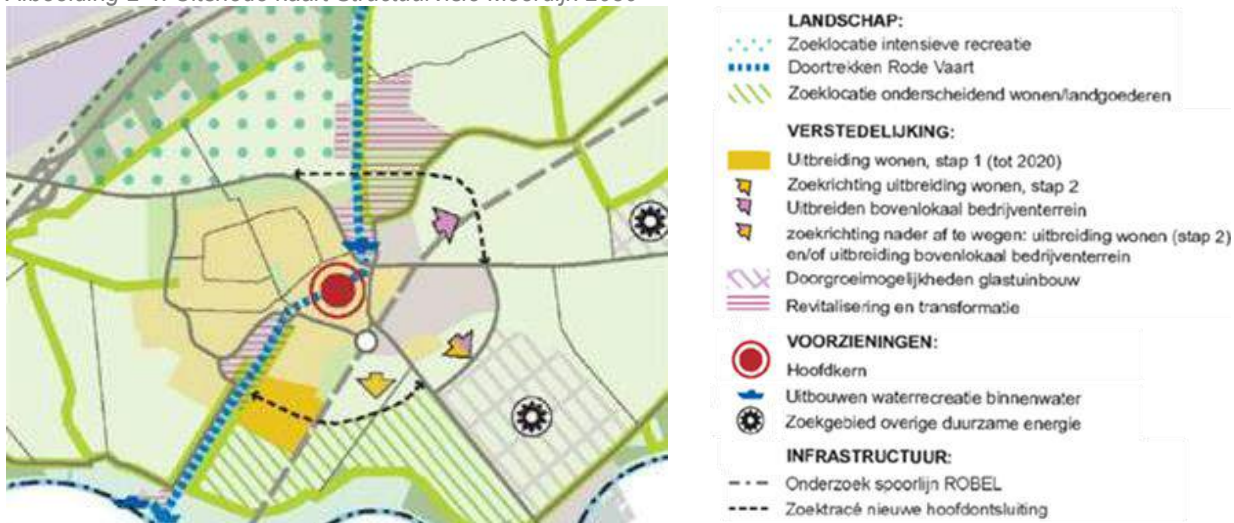 LANDSCHAP:
Zoeklocatie intensieve recreatie
Doortrekken Rode Vaart
Zoeklocatie onderscheidend wonen/landgoederen
VERSTEDELIJKING:
Uitbreiding wonen, stap 1 (tot 2020)
Zoekrichting uitbreiding wonen, stap 2
Uitbreiden bovenlokaal bedrijventerrein
zoekrichting nader af te wegen: uitbreiding wonen (stap 2)
en/of uitbreiding bovenlokaal bedrijventerrein
Doorgroeimogelijkheden glastuinbouw
Revitalisering en transformatie
VOORZIENINGEN:
Hoofdkern
Uitbouwen waterrecreatie binnenwater
Zoekgebied overige duurzame energie
INFRASTRUCTUUR:
Onderzoek spoorlijn ROBEL
Zoektracé nieuwe hoofdontsluiting